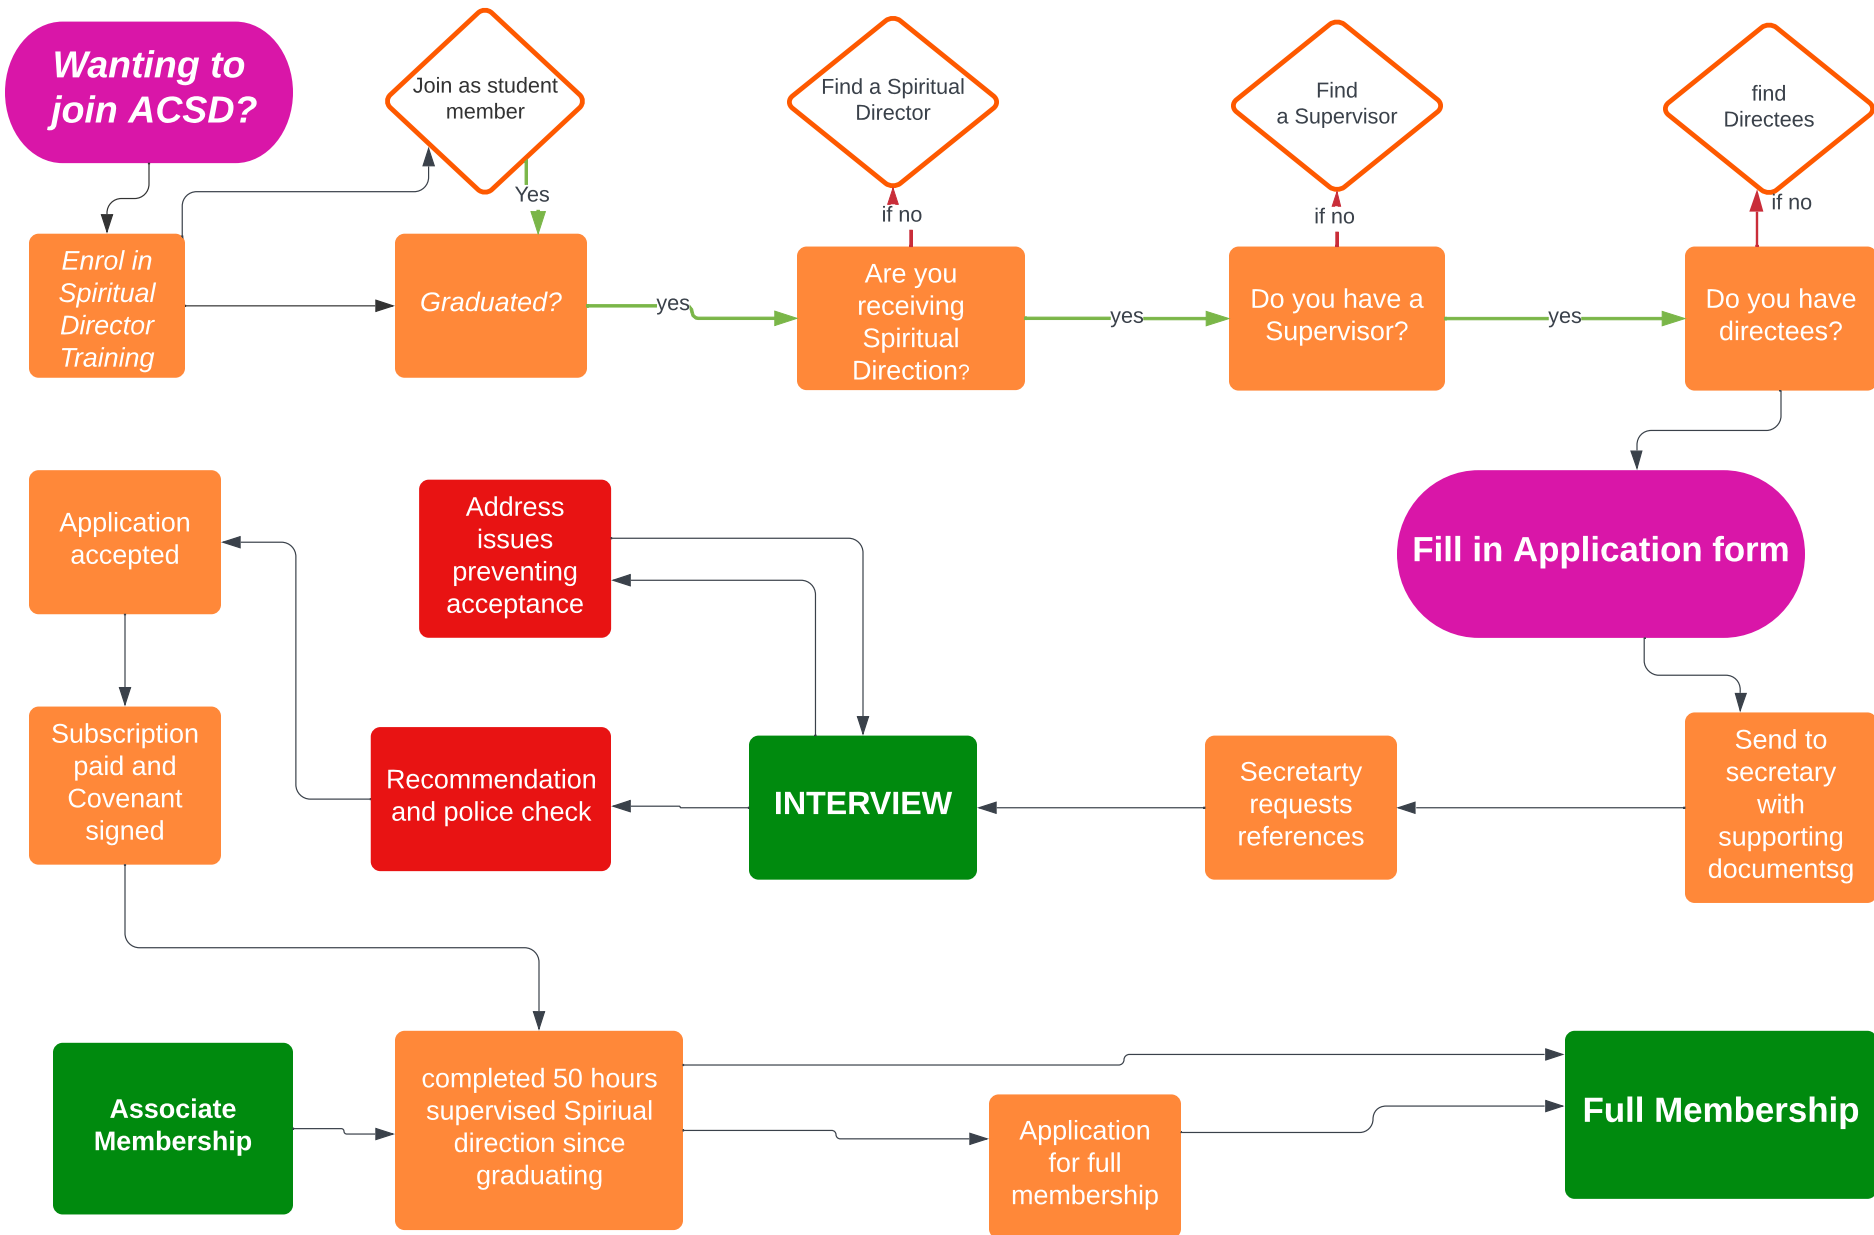 Wanting to
join ACSD?
Join as student
member
Find a Spiritual
Director
Find
a Supervisor
find
Directees
Yes
if no
if no
if no
Enrol in
Spiritual
Director
Training
Graduated?
yes
Are you
receiving
Spiritual
Direction?
yes
Do you have a
Supervisor?
yes
Do you have
directees?
Application
accepted
Address
issues
preventing
acceptance
Fill in Application form
Subscription
paid and
Covenant
signed
Recommendation
and police check
INTERVIEW
Secretarty
requests
references
Send to
secretary
with
supporting
documentsg
Associate
Membership
completed 50 hours
supervised Spiriual
direction since
graduating
Application
for full
membership
Full Membership